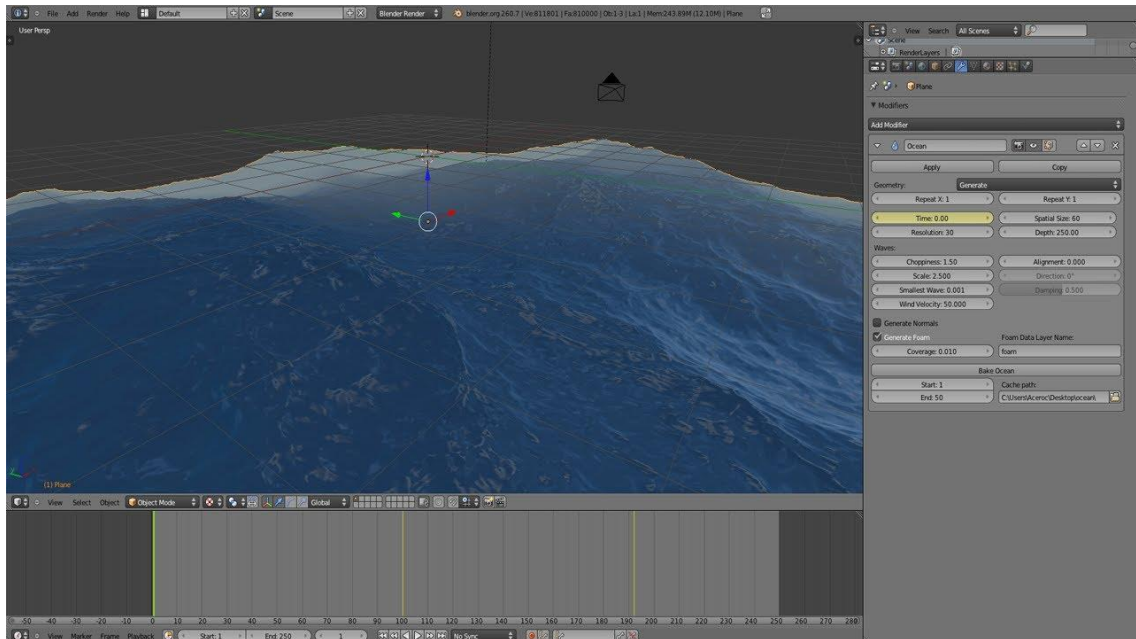 File Add Render Help Default Scene Blender Render blender.org 260.7 | Ve:811801 | Fa:810000 | Ob:1-3 | La:1 | Mem:243.89M (12.10M) | Plane
View Search All Scenes
User Persp
Scene
RenderLayers
Plane
Modifiers
Add Modifier
Ocean
Apply Copy
Geometry: Generate
Repeat X: 1 Repeat Y: 1
Time: 0.00 Spatial Size: 60
Resolution: 30 Depth: 250.00
Waves:
Choppiness: 1.50 Alignment: 0.000
Scale: 2.500 Direction: 0°
Smallest Wave: 0.001 Damping: 0.500
Wind Velocity: 50.000
Generate Normals
Generate Foam Foam Data Layer Name:
Coverage: 0.010 foam
Bake Ocean
Start: 1 Cache path:
End: 50 C:\Users\Aceroc\Desktop\ocean\
(1) Plane
View Select Object Object Mode Global
-50 -40 -30 -20 -10 0 10 20 30 40 50 60 70 80 90 100 110 120 130 140 150 160 170 180 190 200 210 220 230 240 250 260 270 280
View Marker Frame Playback Start: 1 End: 250 1 No Sync